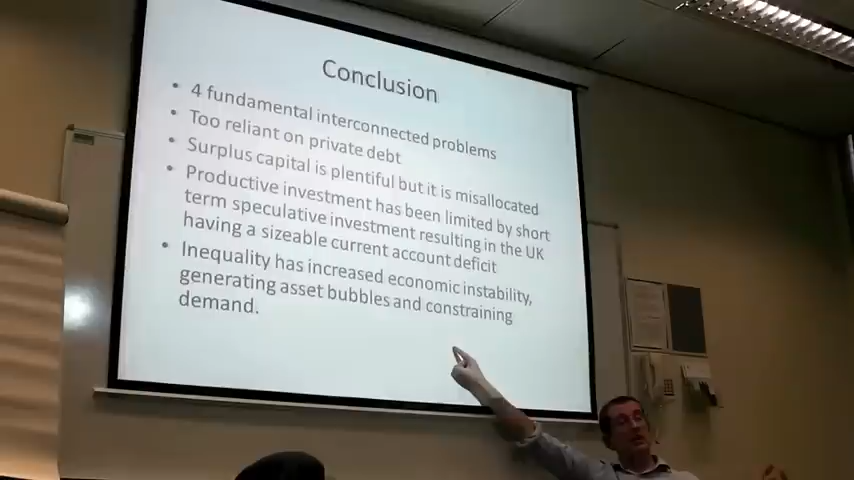 Conclusion
• 4 fundamental interconnected problems
• Too reliant on private debt
• Surplus capital is plentiful but it is misallocated
• Productive investment has been limited by short
term speculative investment resulting in the UK
having a sizeable current account deficit
• Inequality has increased economic instability,
generating asset bubbles and constraining
demand.